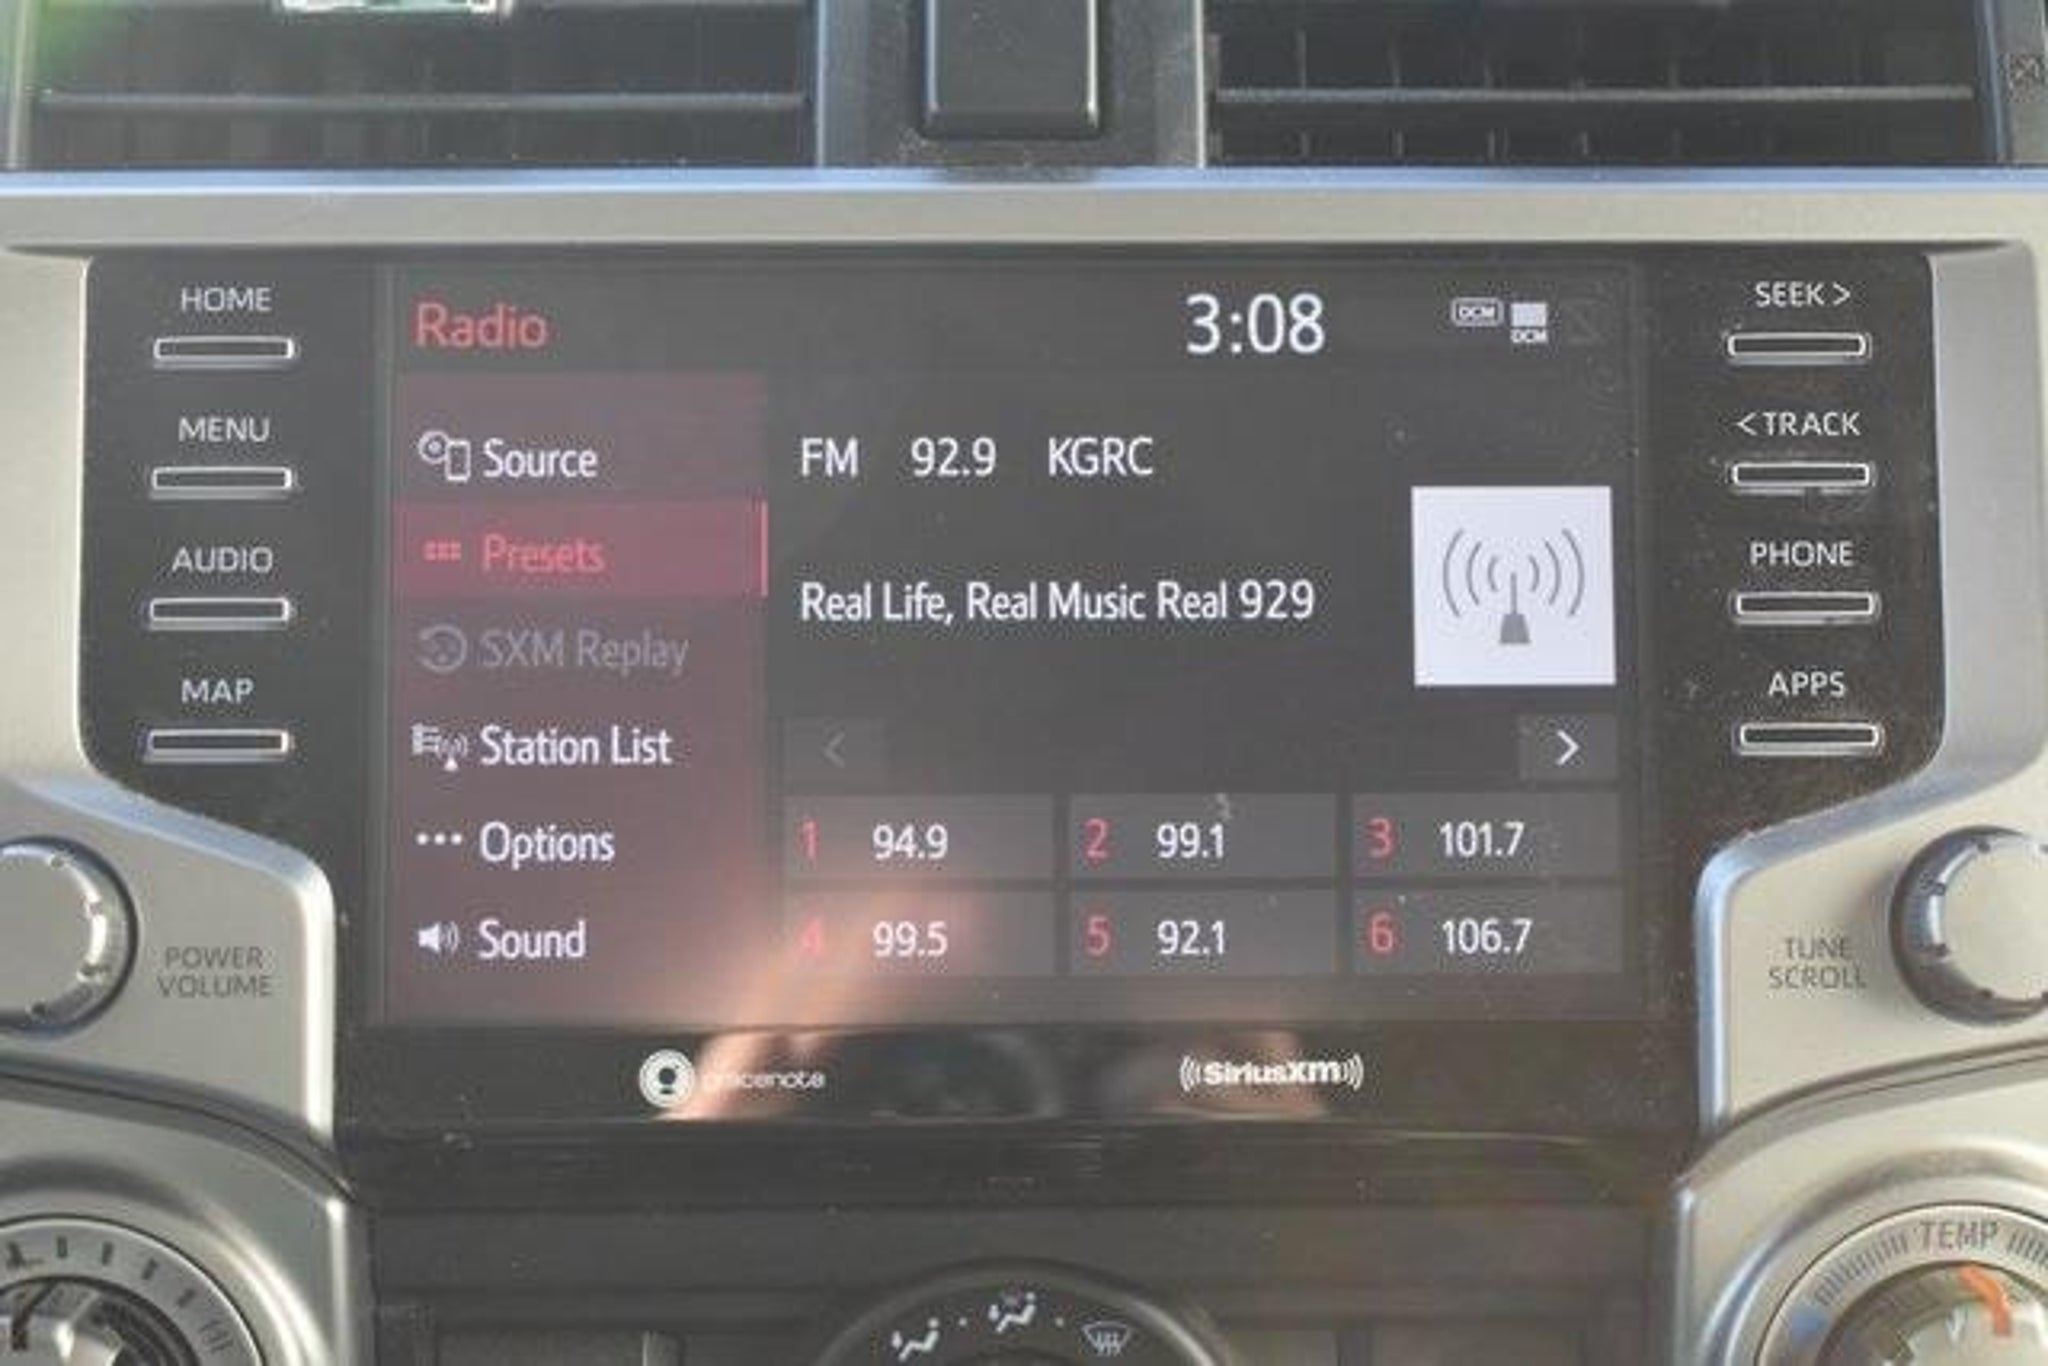 HOME
MENU
AUDIO
MAP
POWER
VOLUME
Radio
3:08
DCM
DCM
Source
Presets
SXM Replay
Station List
Options
Sound
FM 92.9 KGRC
Real Life, Real Music Real 929
<
>
1 94.9
2 99.1
3 101.7
4 99.5
5 92.1
6 106.7
SEEK >
< TRACK
PHONE
APPS
TUNE
SCROLL
((SiriusXM))
TEMP